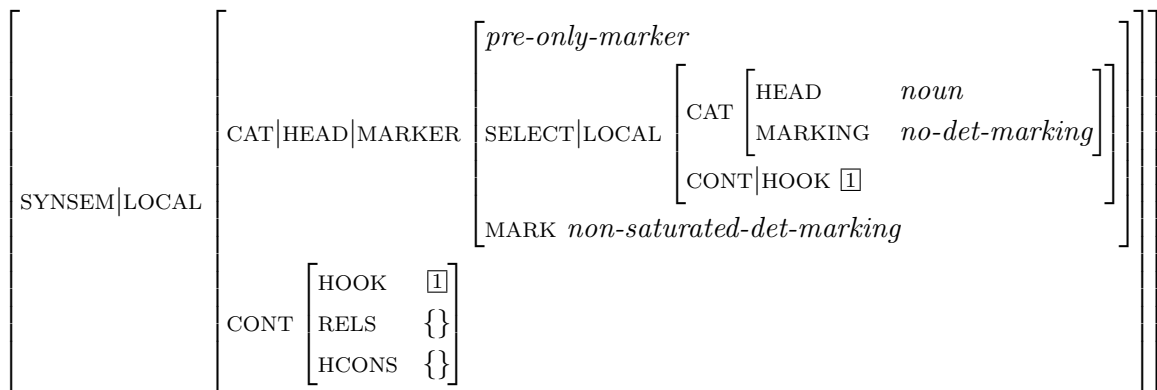 pre-only-marker
HEAD noun
CAT
CAT|HEAD|MARKER SELECT|LOCAL
MARKING no-det-marking
CONT|HOOK 1
SYNSEM|LOCAL
MARK non-saturated-det-marking
HOOK 1
CONT RELS {}
HCONS {}